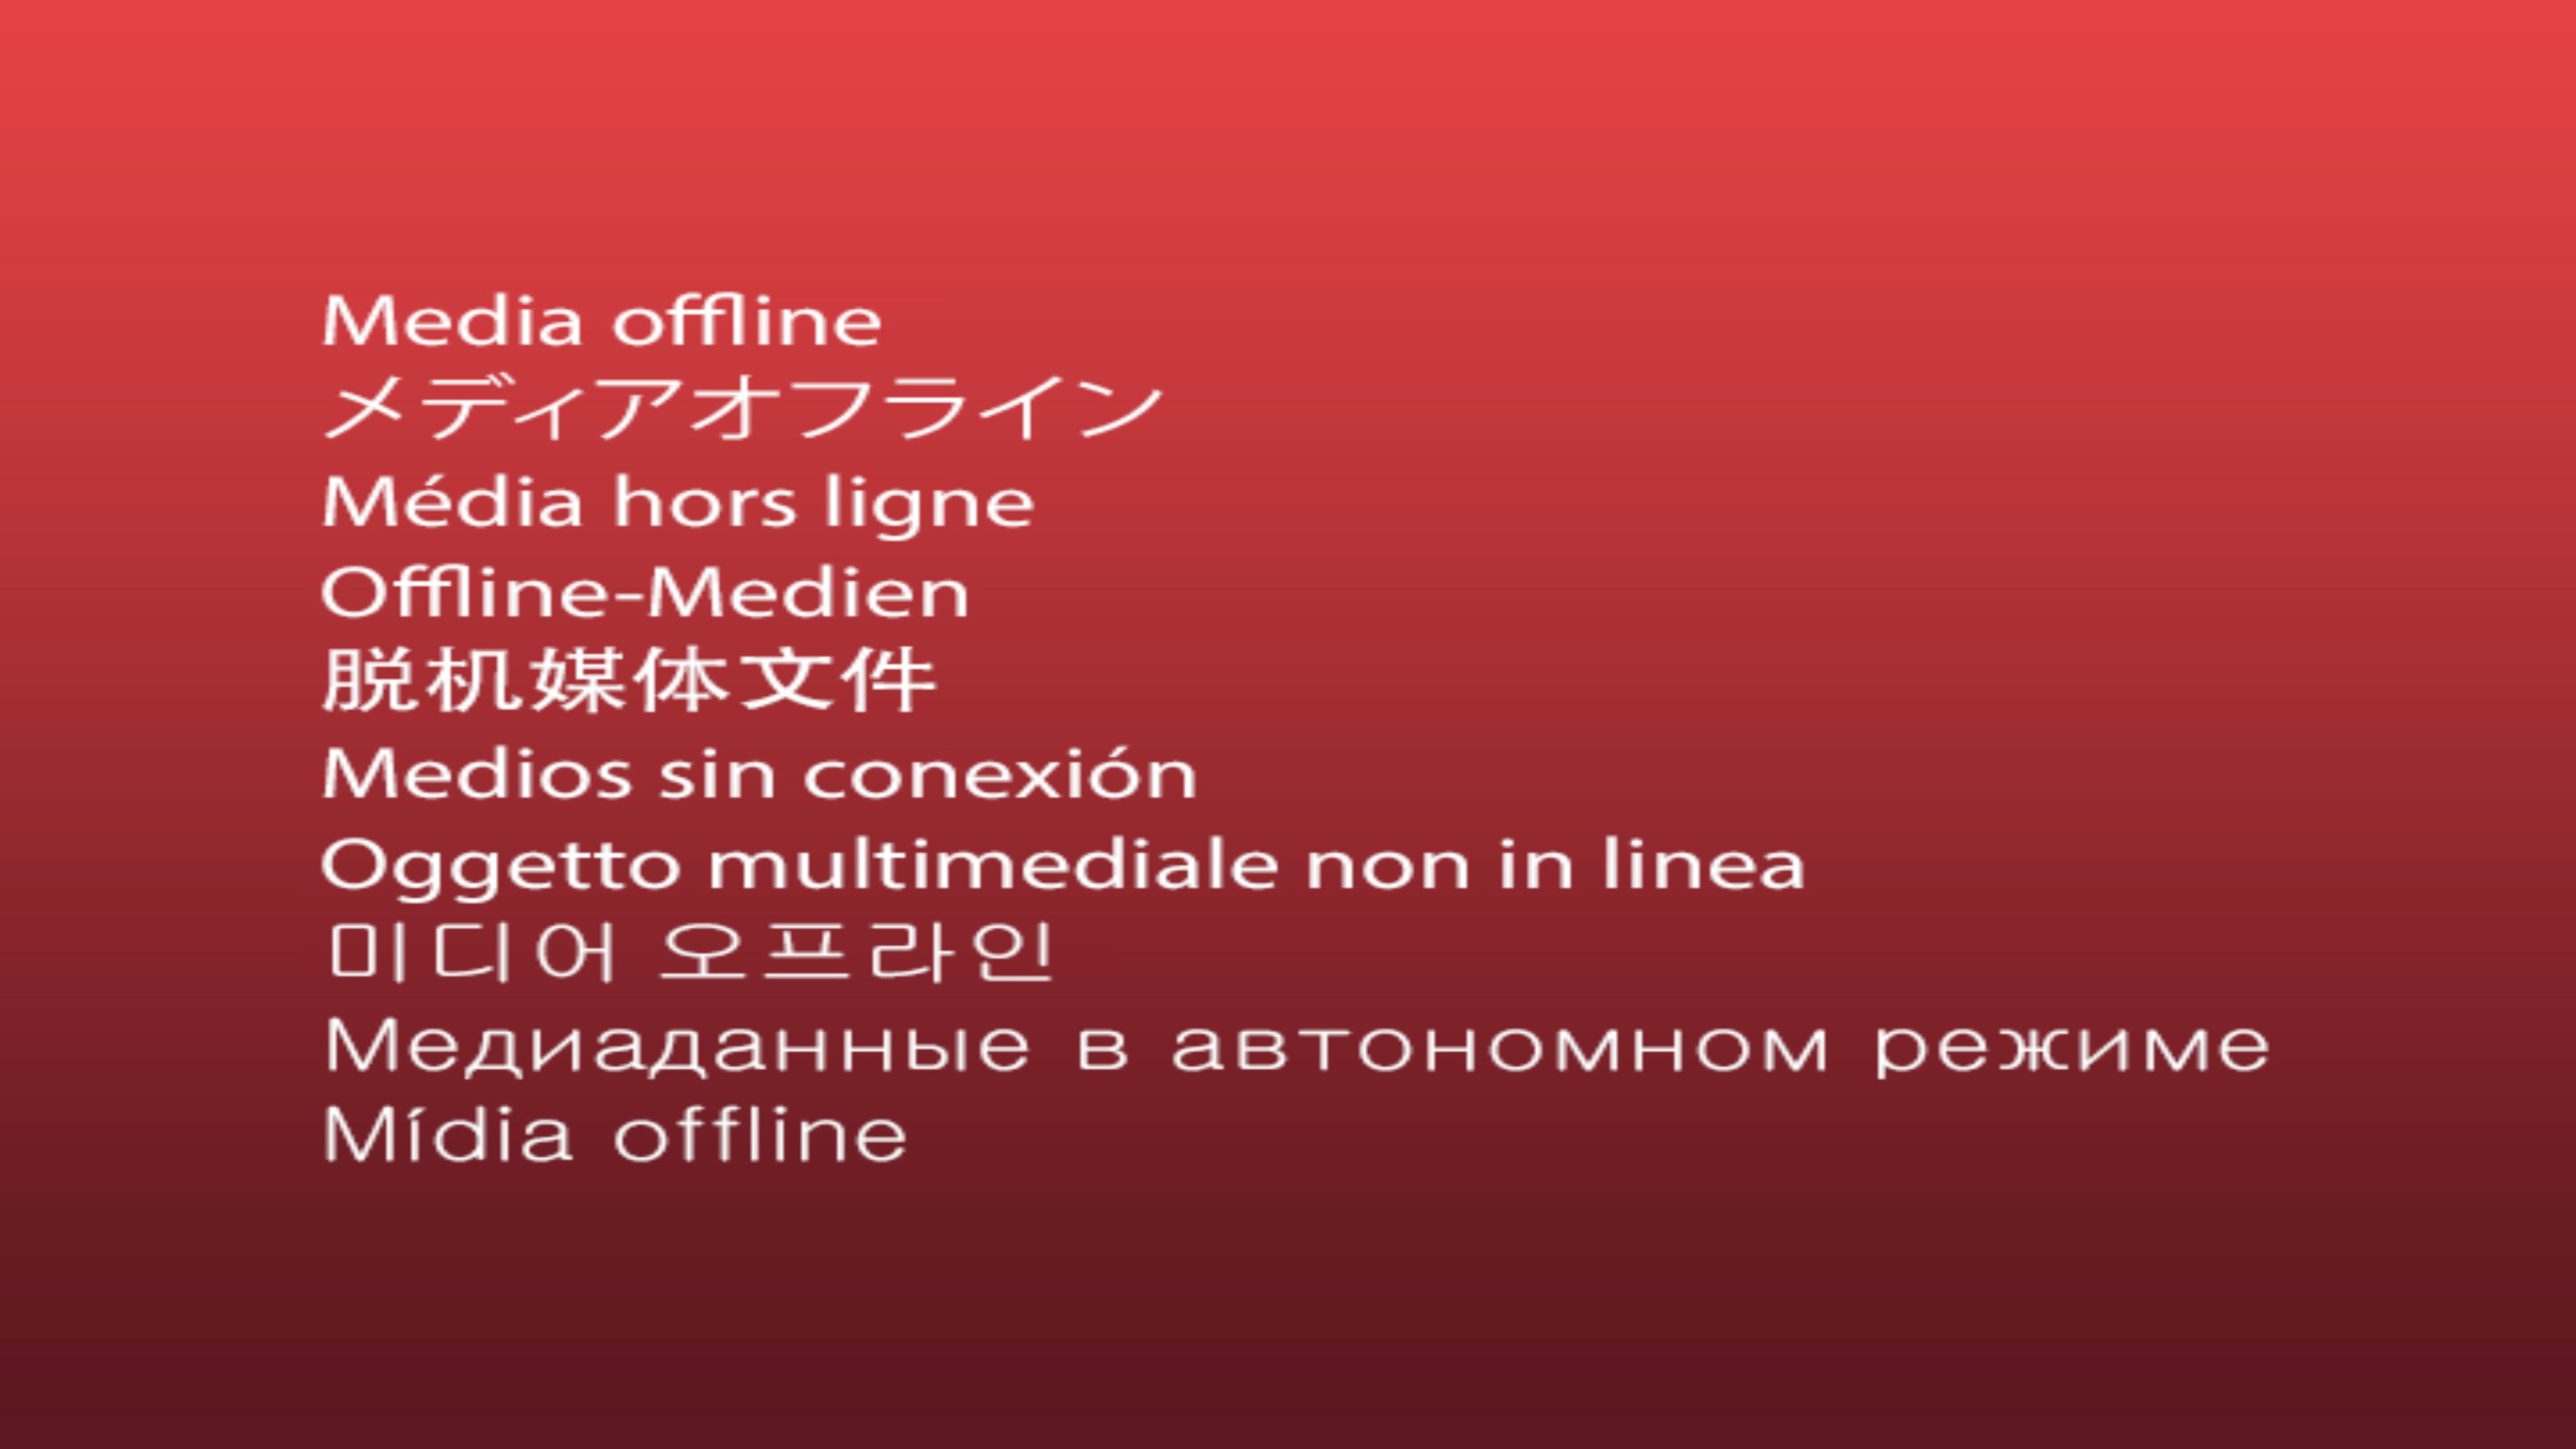 Media offline
メディアオフライン
Média hors ligne
Offline-Medien
脱机媒体文件
Medios sin conexión
Oggetto multimediale non in linea
미디어 오프라인
Медиаданные в автономном режиме
Mídia offline